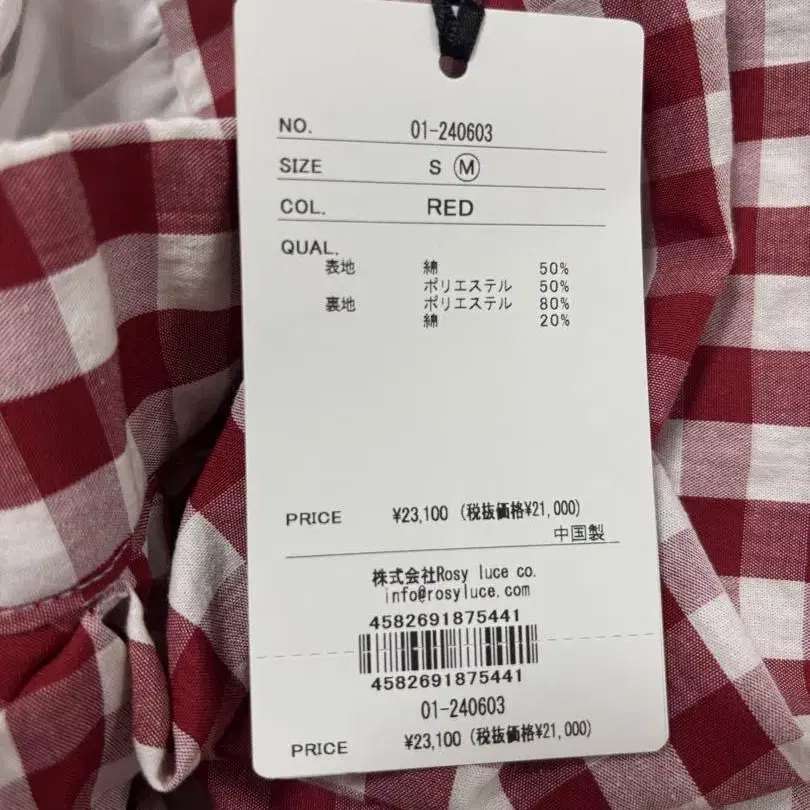 NO. 01-240603
SIZE S Ⓜ
COL. RED
QUAL.
表地 綿 50%
ポリエステル 50%
裏地 ポリエステル 80%
綿 20%
PRICE ¥23,100 (税抜価格¥21,000)
中国製
株式会社Rosy luce co.
info@rosyluce.com
4582691875441
4582691875441
01-240603
PRICE ¥23,100 (税抜価格¥21,000)